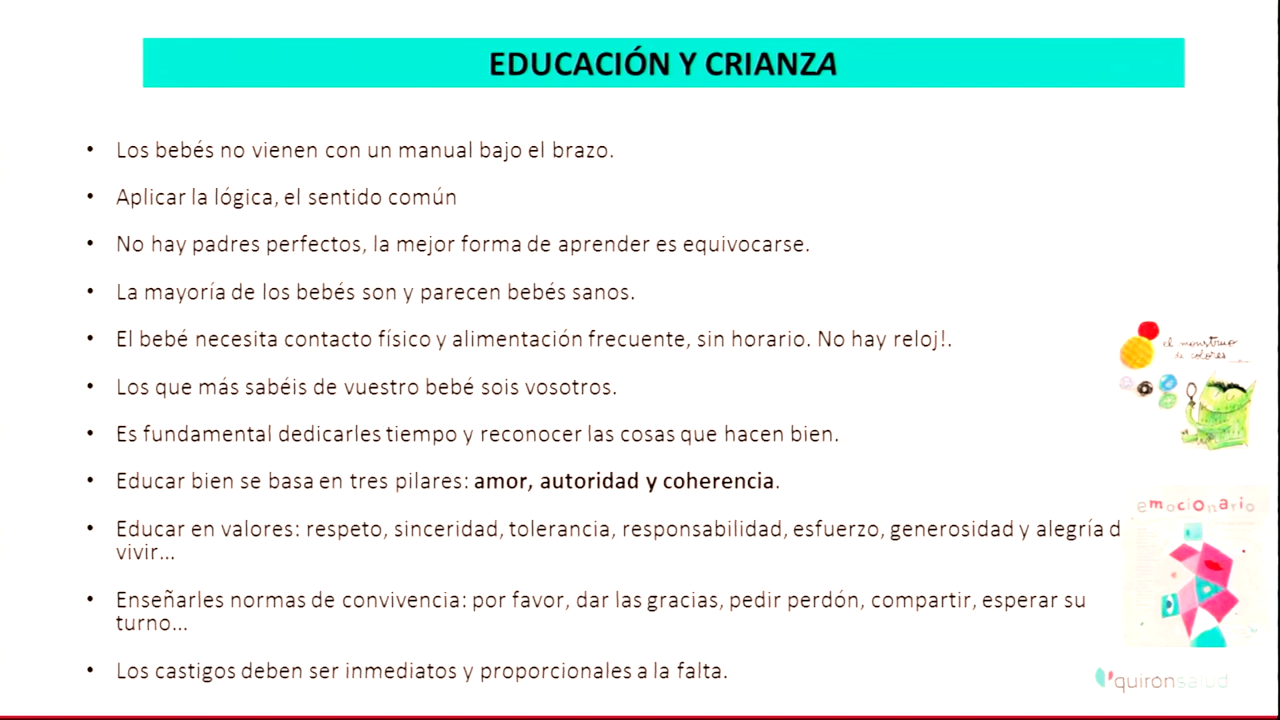 EDUCACIÓN Y CRIANZA
• Los bebés no vienen con un manual bajo el brazo.
• Aplicar la lógica, el sentido común
• No hay padres perfectos, la mejor forma de aprender es equivocarse.
• La mayoría de los bebés son y parecen bebés sanos.
• El bebé necesita contacto físico y alimentación frecuente, sin horario. No hay reloj!.
• Los que más sabéis de vuestro bebé sois vosotros.
• Es fundamental dedicarles tiempo y reconocer las cosas que hacen bien.
• Educar bien se basa en tres pilares: amor, autoridad y coherencia.
• Educar en valores: respeto, sinceridad, tolerancia, responsabilidad, esfuerzo, generosidad y alegría d
vivir...
• Enseñarles normas de convivencia: por favor, dar las gracias, pedir perdón, compartir, esperar su
turno...
• Los castigos deben ser inmediatos y proporcionales a la falta.
el monstruo
de colores
emocionario
quironsalud